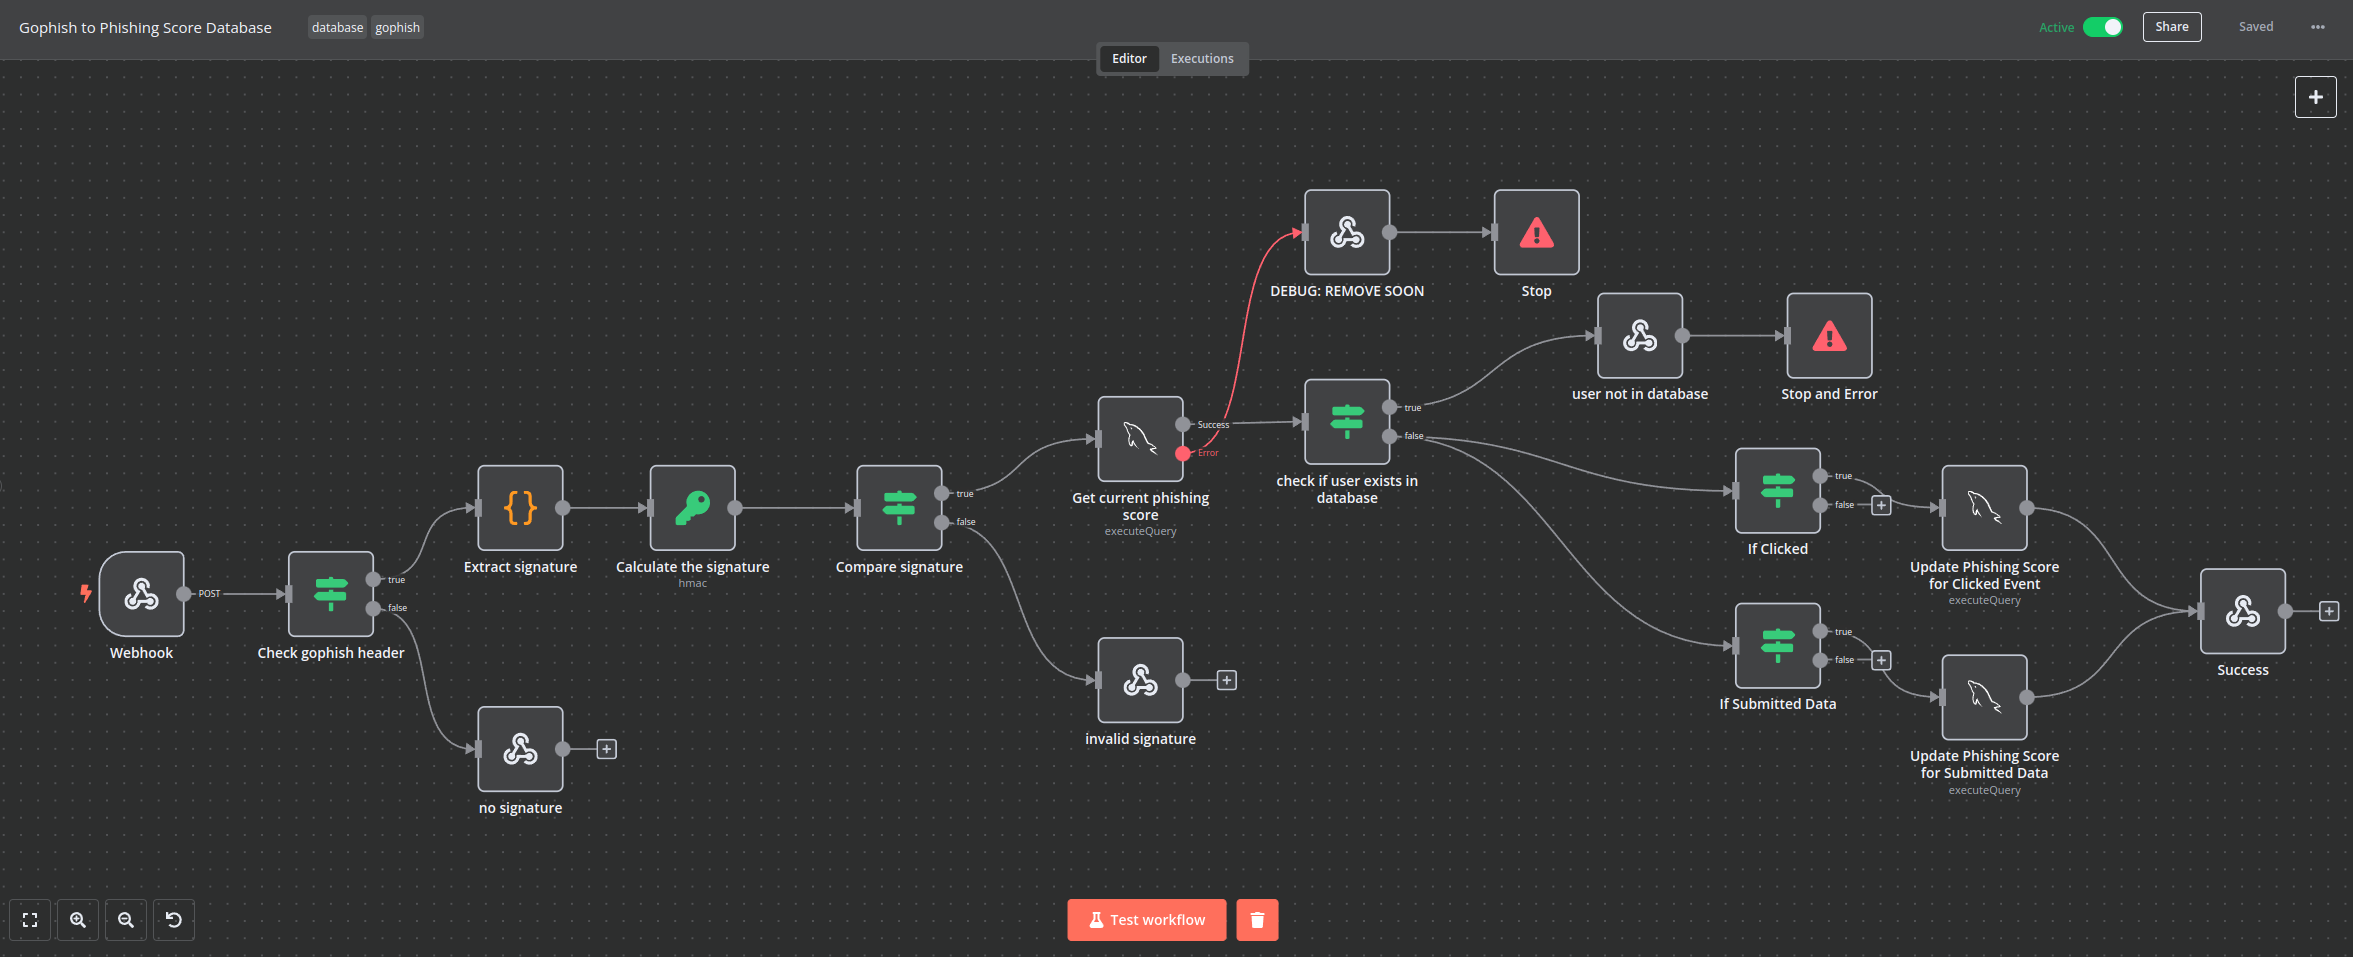 Gophish to Phishing Score Database
database
gophish
Active
Share
Saved
Editor
Executions
DEBUG: REMOVE SOON
Stop
user not in database
Stop and Error
Success
Error
Get current phishing
score
executeQuery
true
false
check if user exists in
database
true
false
If Clicked
Update Phishing Score
for Clicked Event
executeQuery
Extract signature
Calculate the signature
hmac
true
false
Compare signature
POST
Webhook
true
false
Check gophish header
true
false
If Submitted Data
Update Phishing Score
for Submitted Data
executeQuery
Success
invalid signature
no signature
Test workflow